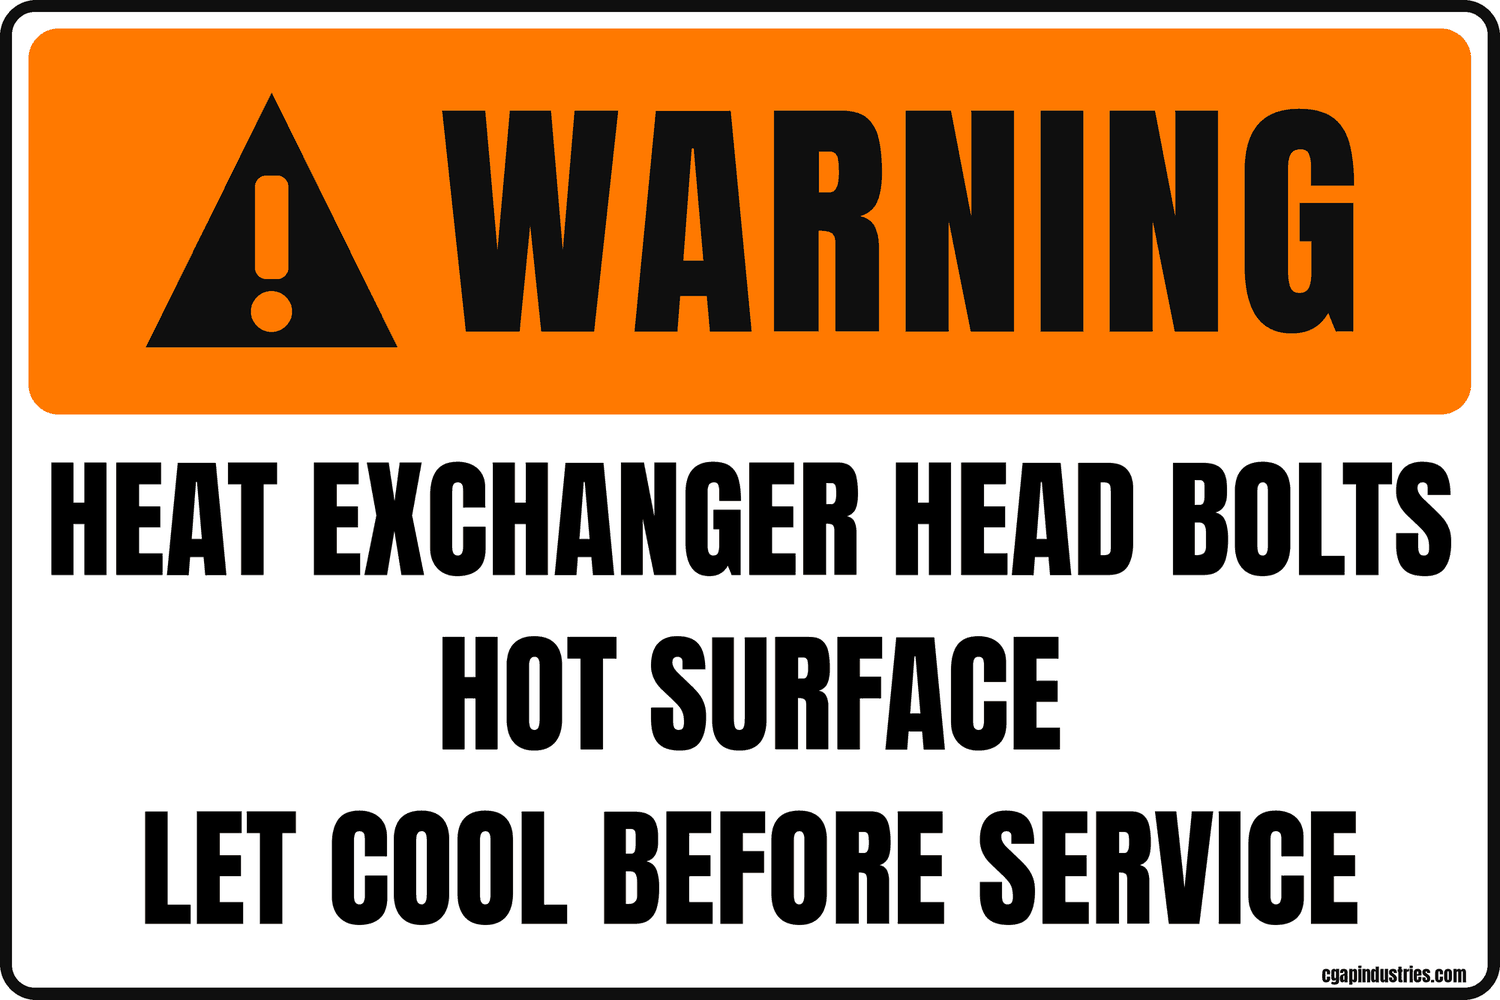 WARNING
HEAT EXCHANGER HEAD BOLTS
HOT SURFACE
LET COOL BEFORE SERVICE
cgapindustries.com